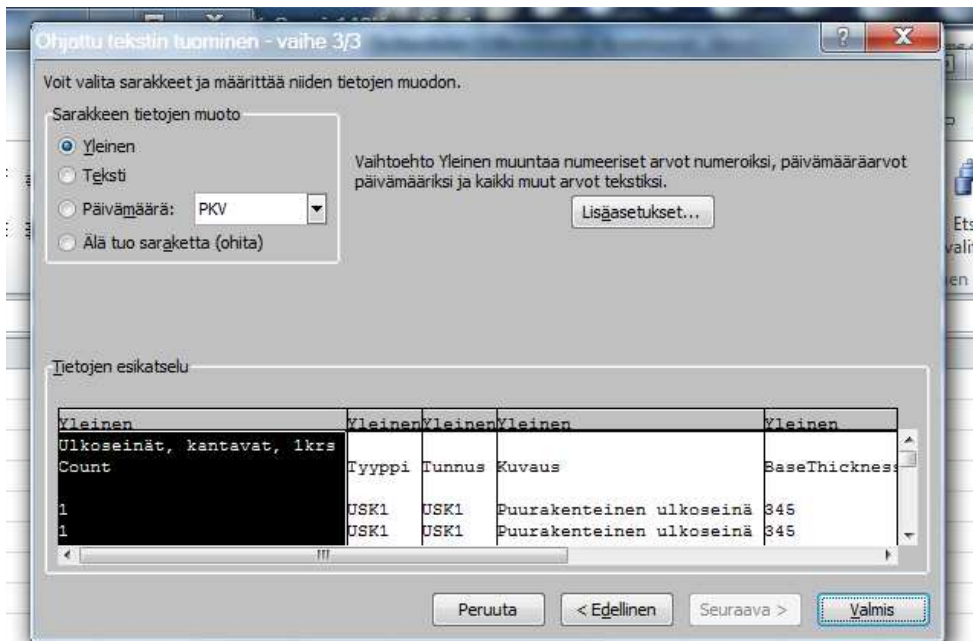 Ohjattu tekstin tuominen - vaihe 3/3
Voit valita sarakkeet ja määrittää niiden tietojen muodon.
Sarakkeen tietojen muoto
Yleinen
Teksti
Päivämäärä: PKV
Älä tuo saraketta (ohita)
Vaihtoehto Yleinen muuntaa numeeriset arvot numeroiksi, päivämääräarvot
päivämääriksi ja kaikki muut arvot tekstiksi.
Lisäasetukset...
Ets
vali
en
Tietojen esikatselu
Yleinen Yleinen Yleinen Yleinen Yleinen
Ulkoseinät, kantavat, 1krs
Count Tyyppi Tunnus Kuvaus BaseThickness
1 USK1 USK1 Puurakenteinen ulkoseinä 345
1 USK1 USK1 Puurakenteinen ulkoseinä 345
Peruuta < Edellinen Seuraava > Valmis